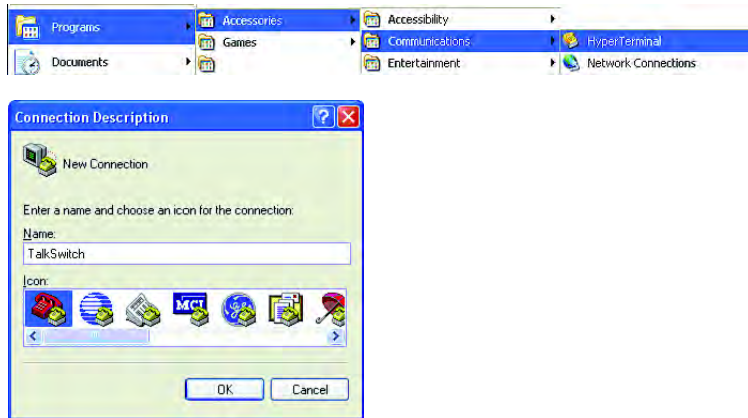 Programs Accessories Accessibility
Games Communications HyperTerminal
Documents Entertainment Network Connections
Connection Description
New Connection
Enter a name and choose an icon for the connection:
Name:
TalkSwitch
Icon:
MCI
OK Cancel